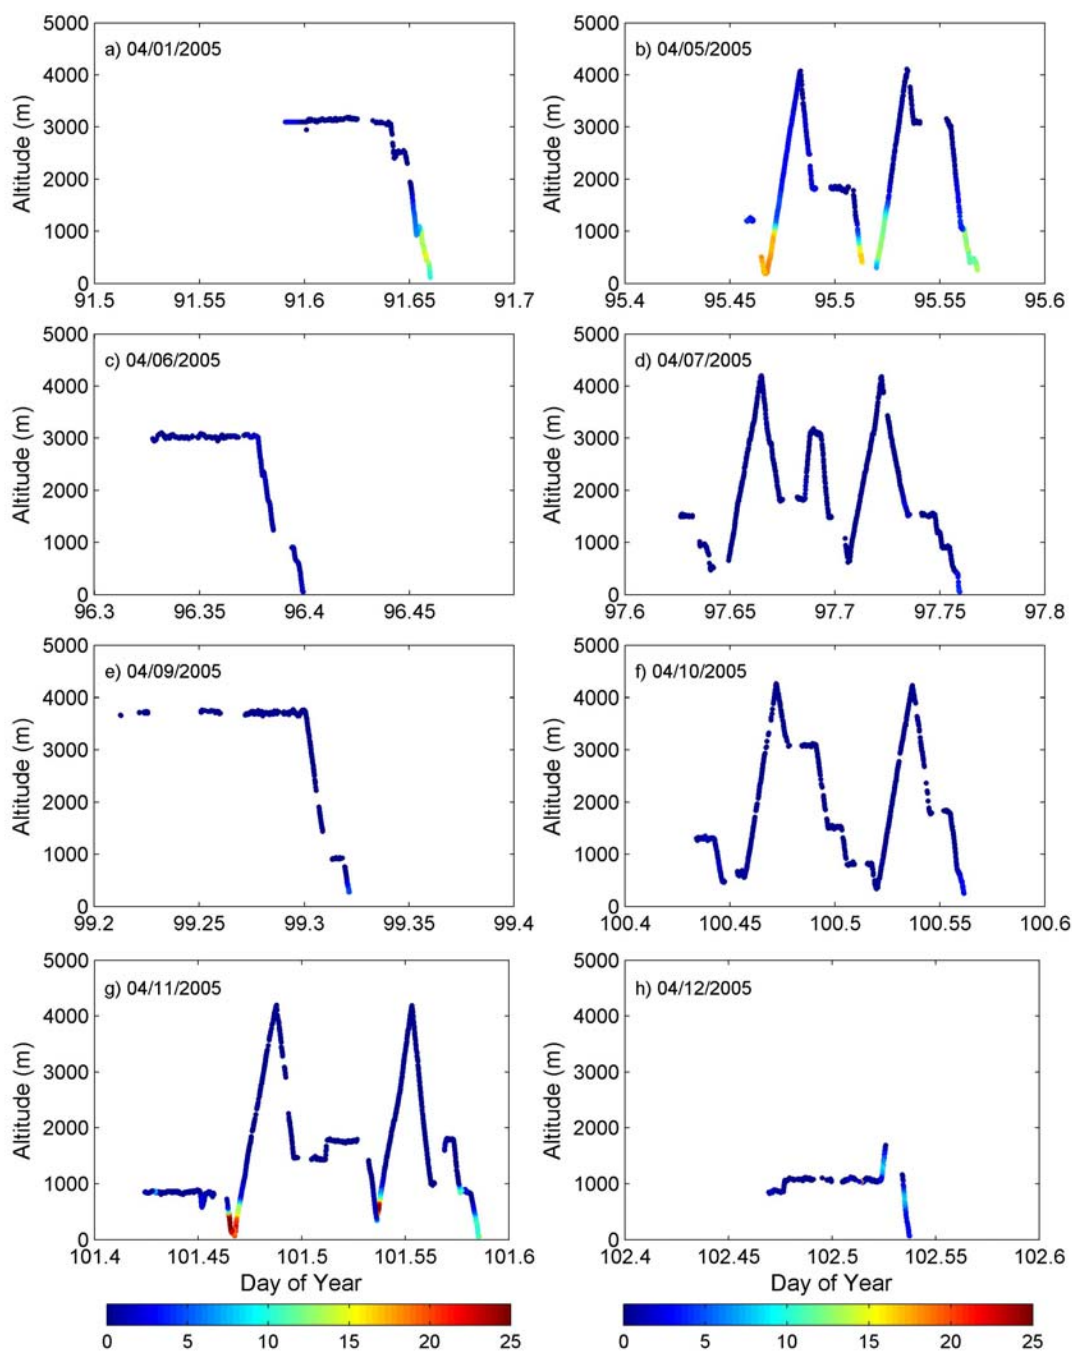 a) 04/01/2005
Altitude (m)
5000
4000
3000
2000
1000
0
91.5 91.55 91.6 91.65 91.7
b) 04/05/2005
Altitude (m)
5000
4000
3000
2000
1000
0
95.4 95.45 95.5 95.55 95.6
c) 04/06/2005
Altitude (m)
5000
4000
3000
2000
1000
0
96.3 96.35 96.4 96.45
d) 04/07/2005
Altitude (m)
5000
4000
3000
2000
1000
0
97.6 97.65 97.7 97.75 97.8
e) 04/09/2005
Altitude (m)
5000
4000
3000
2000
1000
0
99.2 99.25 99.3 99.35 99.4
f) 04/10/2005
Altitude (m)
5000
4000
3000
2000
1000
0
100.4 100.45 100.5 100.55 100.6
g) 04/11/2005
Altitude (m)
5000
4000
3000
2000
1000
0
101.4 101.45 101.5 101.55 101.6
Day of Year
h) 04/12/2005
Altitude (m)
5000
4000
3000
2000
1000
0
102.4 102.45 102.5 102.55 102.6
Day of Year
0 5 10 15 20 25
0 5 10 15 20 25